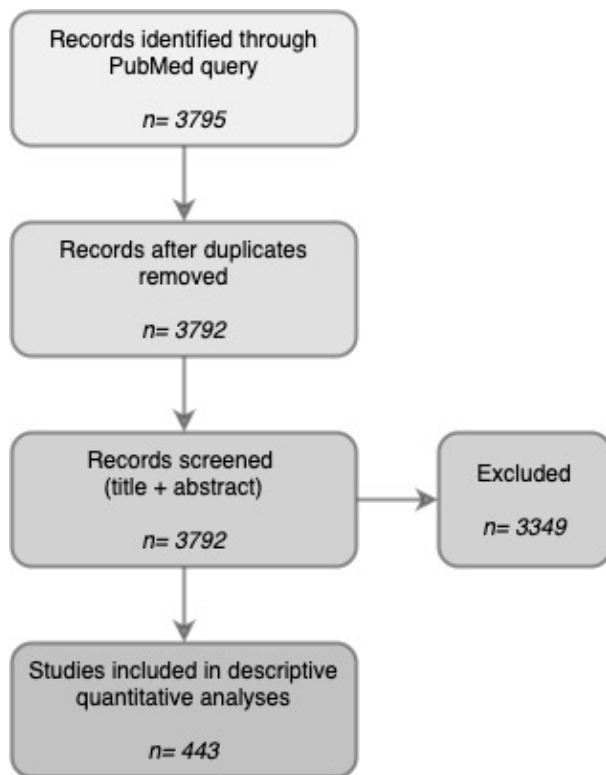 Records identified through
PubMed query
n= 3795
Records after duplicates
removed
n= 3792
Records screened
(title + abstract)
n= 3792
Excluded
n= 3349
Studies included in descriptive
quantitative analyses
n= 443